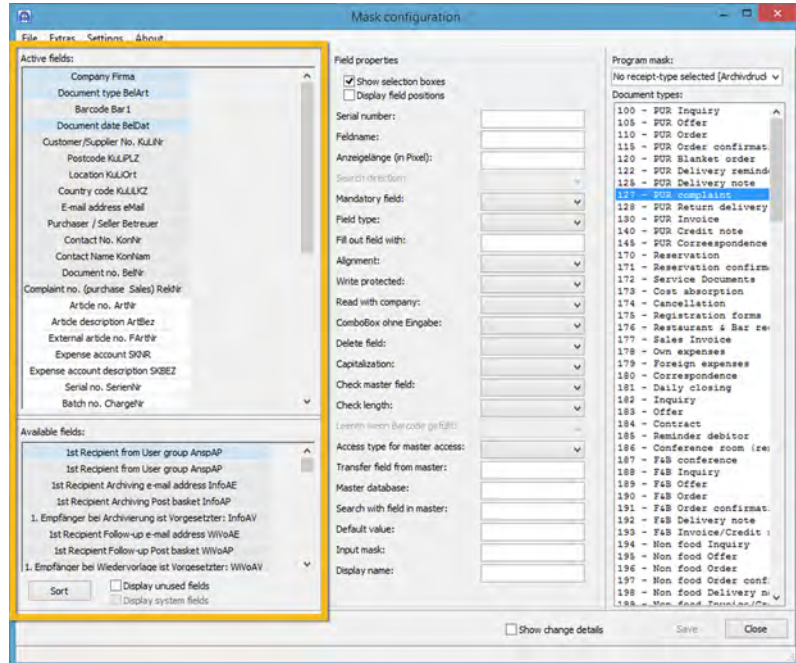 Mask configuration
File Extras Settings About
Active fields:
Company Firma
Document type BelArt
Barcode Bar1
Document date BelDat
Customer/Supplier No. KuLiNr
Postcode KuLiPLZ
Location KuLiOrt
Country code KuLiLKZ
E-mail address eMail
Purchaser / Seller Betreuer
Contact No. KonNr
Contact Name KonNam
Document no. BelNr
Complaint no. (purchase Sales) RekNr
Article no. ArtNr
Article description ArtBez
External article no. FArtNr
Expense account SKNR
Expense account description SKBEZ
Serial no. SerienNr
Batch no. ChargeNr
Available fields:
1st Recipient from User group AnspAP
1st Recipient from User group AnspAP
1st Recipient Archiving e-mail address InfoAE
1st Recipient Archiving Post basket InfoAP
1. Empfänger bei Archivierung ist Vorgesetzter: InfoAV
1st Recipient Follow-up e-mail address WiVoAE
1st Recipient Follow-up Post basket WiVoAP
1. Empfänger bei Wiedervorlage ist Vorgesetzter: WiVoAV
Sort
Display unused fields
Display system fields
Field properties
Show selection boxes
Display field positions
Serial number:
Feldname:
Anzeigelänge (in Pixel):
Search direction:
Mandatory field:
Field type:
Fill out field with:
Alignment:
Write protected:
Read with company:
ComboBox ohne Eingabe:
Delete field:
Capitalization:
Check master field:
Check length:
Leeren wenn Barcode gefüllt:
Access type for master access:
Transfer field from master:
Master database:
Search with field in master:
Default value:
Input mask:
Display name:
Program mask:
No receipt-type selected [Archivdrucl
Document types:
100 - PUR Inquiry
105 - PUR Offer
110 - PUR Order
115 - PUR Order confirmat.
120 - PUR Blanket order
122 - PUR Delivery reminde
125 - PUR Delivery note
127 - PUR complaint
128 - PUR Return delivery
130 - PUR Invoice
140 - PUR Credit note
145 - PUR Correespondence
170 - Reservation
171 - Reservation confirm
172 - Service Documents
173 - Cost absorption
174 - Cancellation
175 - Registration forms
176 - Restaurant & Bar re
177 - Sales Invoice
178 - Own expenses
179 - Foreign expenses
180 - Correspondence
181 - Daily closing
182 - Inquiry
183 - Offer
184 - Contract
185 - Reminder debitor
186 - Conference room (re
187 - F&B conference
188 - F&B Inquiry
189 - F&B Offer
190 - F&B Order
191 - F&B Order confirmat.
192 - F&B Delivery note
193 - F&B Invoice/Credit
194 - Non food Inquiry
195 - Non food Offer
196 - Non food Order
197 - Non food Order conf.
198 - Non food Delivery n
199 - Non food Invoice/Cr
Show change details
Save
Close